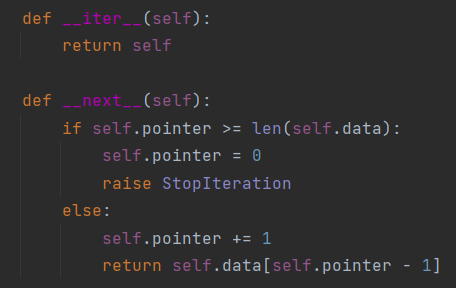 def __iter__(self):
    return self

def __next__(self):
    if self.pointer >= len(self.data):
        self.pointer = 0
        raise StopIteration
    else:
        self.pointer += 1
        return self.data[self.pointer - 1]